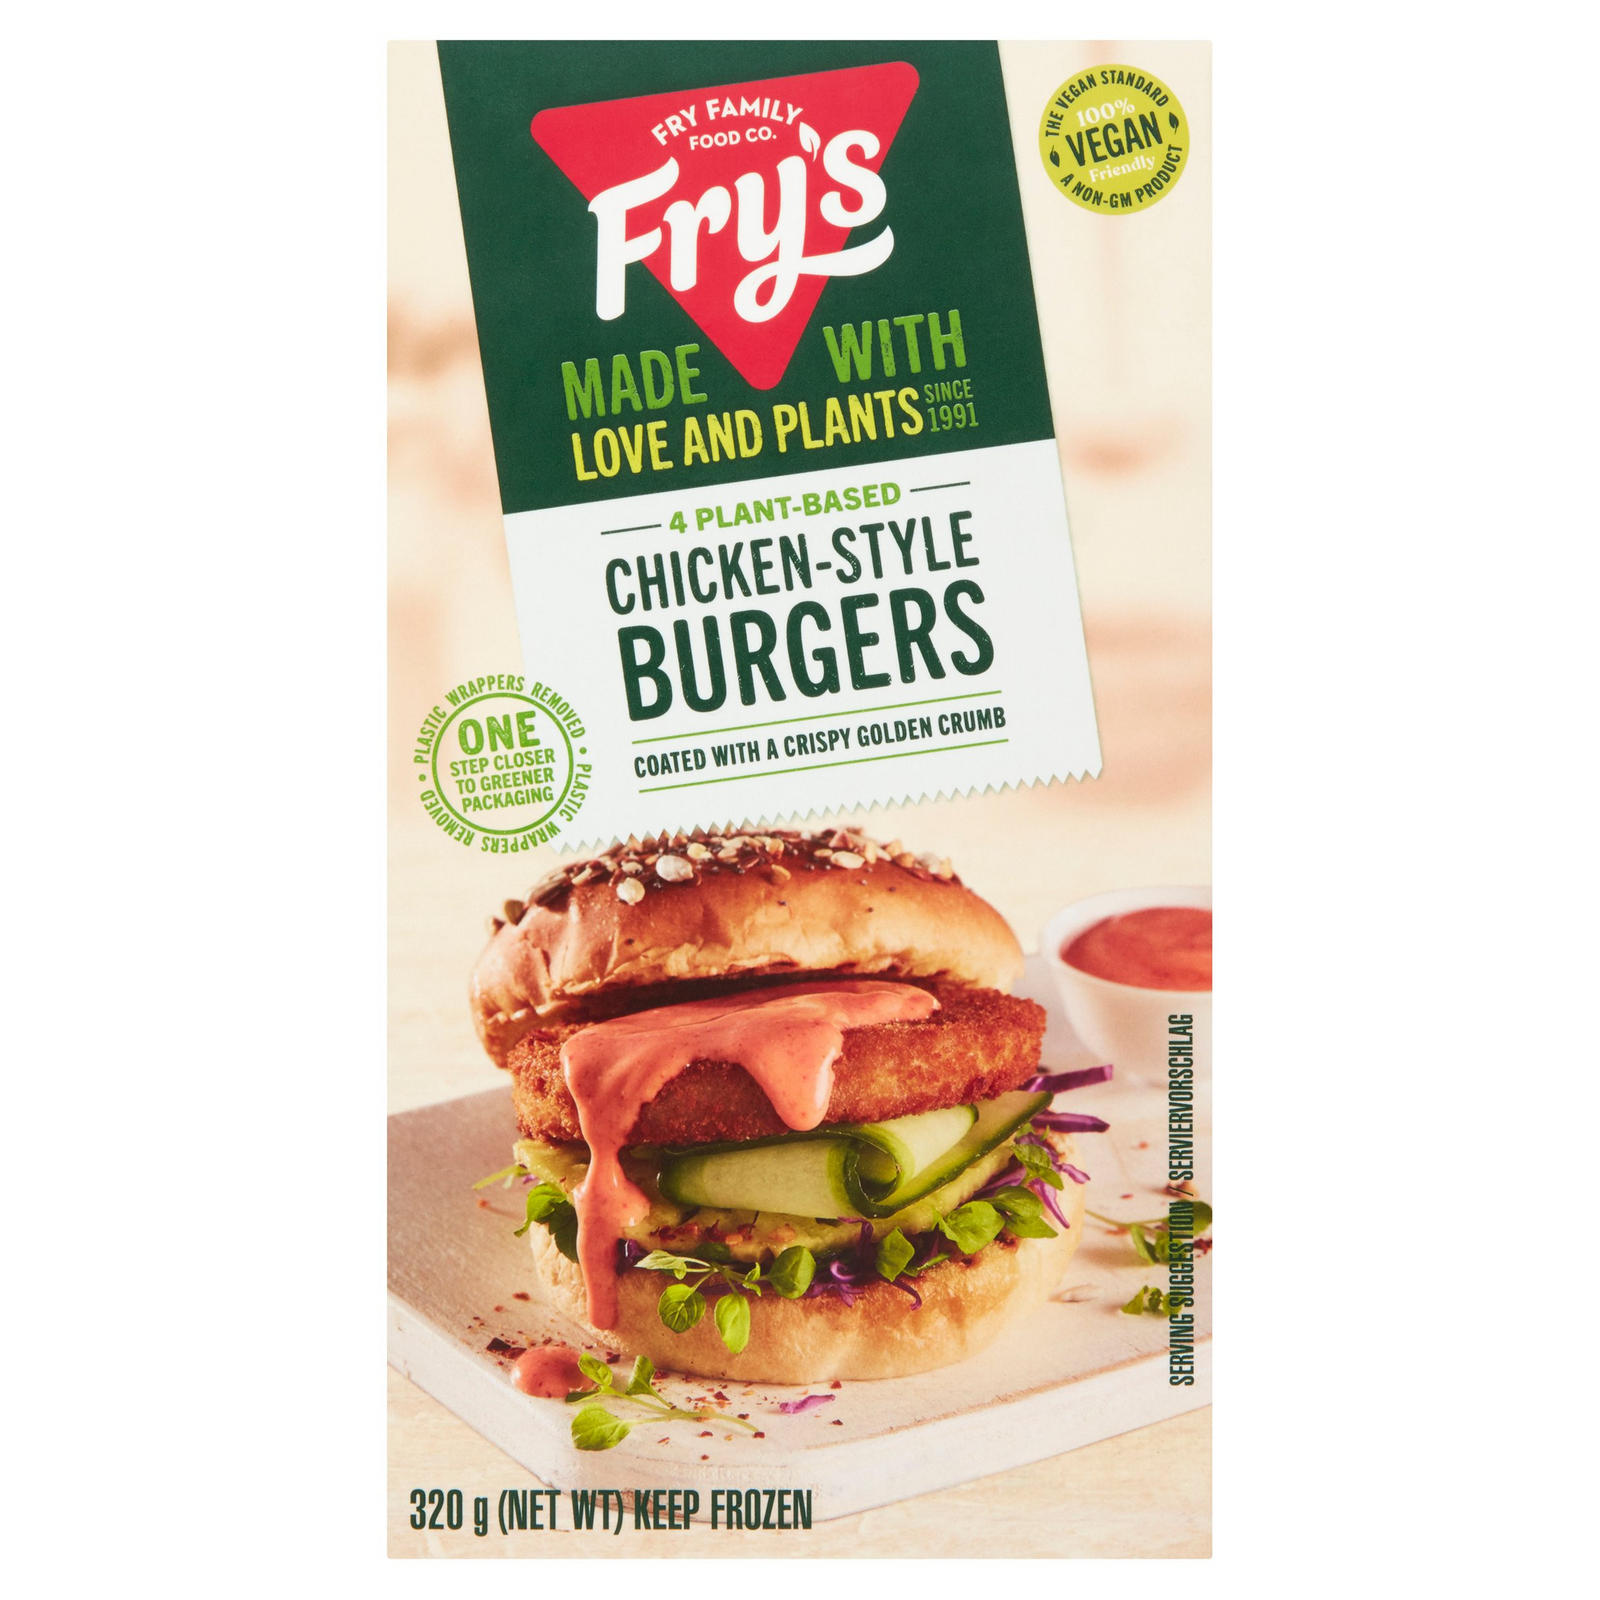 FRY FAMILY
FOOD CO.
Fry's
MADE WITH
LOVE AND PLANTS
SINCE
1991
THE VEGAN STANDARD
100%
VEGAN
Friendly
A NON-GM PRODUCT
4 PLANT-BASED
CHICKEN-STYLE
BURGERS
COATED WITH A CRISPY GOLDEN CRUMB
PLASTIC WRAPPERS REMOVED • PLASTIC WRAPPERS REMOVED •
ONE
STEP CLOSER
TO GREENER
PACKAGING
SERVING SUGGESTION / SERVIERVORSCHLAG
320 g (NET WT) KEEP FROZEN